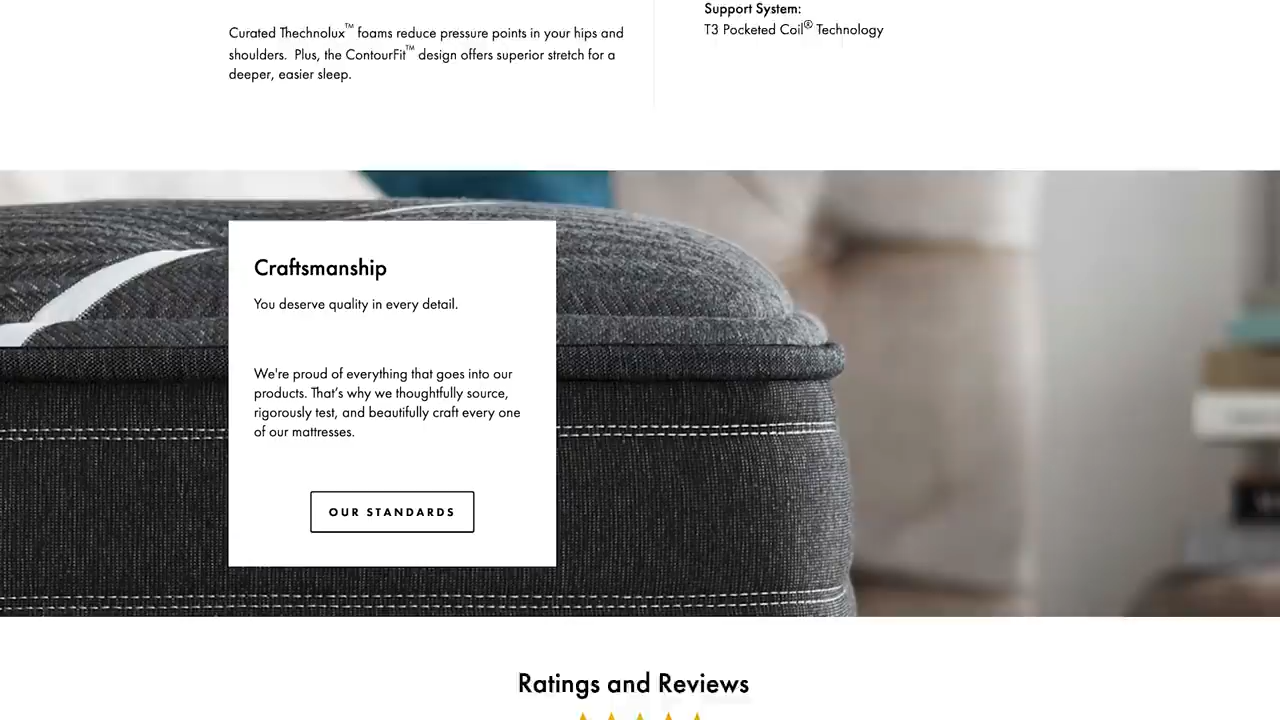 Curated Thechnolux™ foams reduce pressure points in your hips and
shoulders. Plus, the ContourFit™ design offers superior stretch for a
deeper, easier sleep.
Support System:
T3 Pocketed Coil® Technology
Craftsmanship
You deserve quality in every detail.
We're proud of everything that goes into our
products. That's why we thoughtfully source,
rigorously test, and beautifully craft every one
of our mattresses.
OUR STANDARDS
Ratings and Reviews